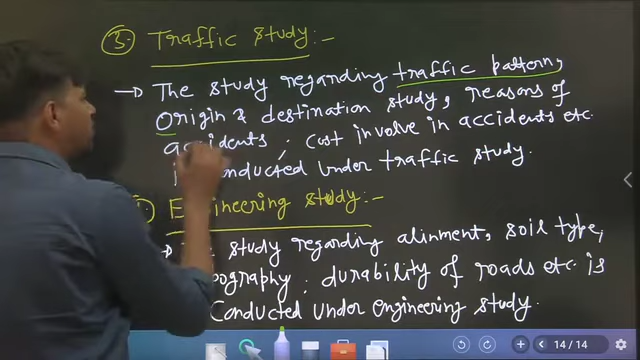 ③ Traffic study :-
→ The study regarding traffic pattern,
Origin & destination study, reasons of
accidents, cost involve in accidents etc.
conducted under traffic study.
Engineering study :-
→ study regarding alinment, soil type,
durability of roads etc. is
Conducted under engineering study.
14 / 14